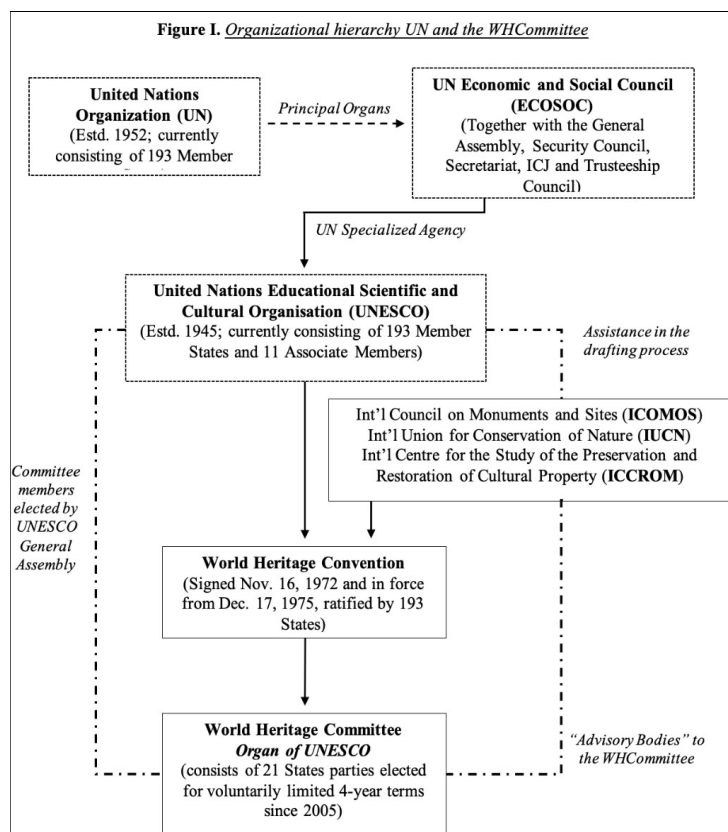 Figure I. Organizational hierarchy UN and the WHCommittee
United Nations
Organization (UN)
(Estd. 1952; currently
consisting of 193 Member
Principal Organs
UN Economic and Social Council
(ECOSOC)
(Together with the General
Assembly, Security Council,
Secretariat, ICJ and Trusteeship
Council)
UN Specialized Agency
United Nations Educational Scientific and
Cultural Organisation (UNESCO)
(Estd. 1945; currently consisting of 193 Member
States and 11 Associate Members)
Assistance in the
drafting process
Int'l Council on Monuments and Sites (ICOMOS)
Int'l Union for Conservation of Nature (IUCN)
Int'l Centre for the Study of the Preservation and
Restoration of Cultural Property (ICCROM)
Committee
members
elected by
UNESCO
General
Assembly
World Heritage Convention
(Signed Nov. 16, 1972 and in force
from Dec. 17, 1975, ratified by 193
States)
World Heritage Committee
Organ of UNESCO
(consists of 21 States parties elected
for voluntarily limited 4-year terms
since 2005)
"Advisory Bodies" to
the WHCommittee